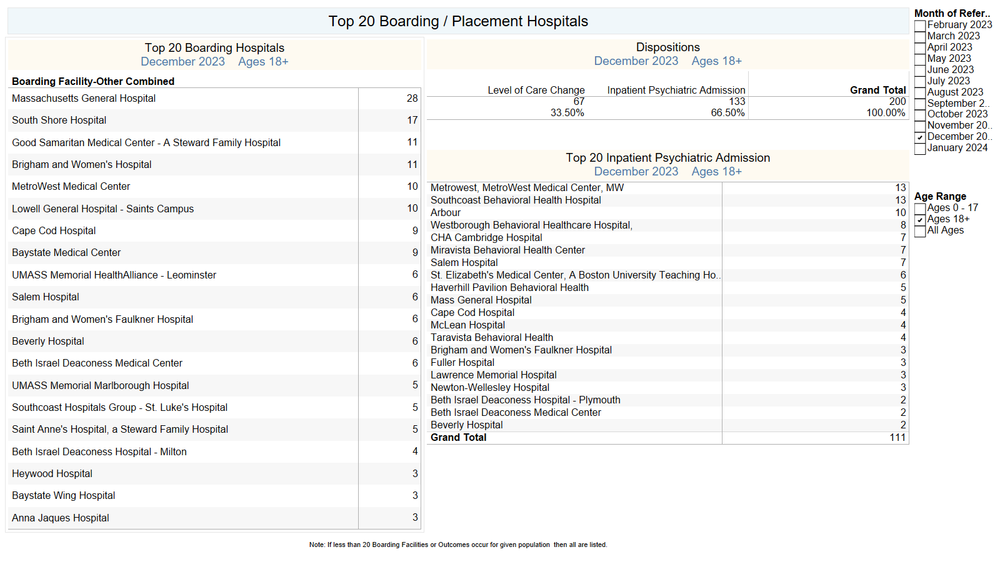 Top 20 Boarding / Placement Hospitals
Top 20 Boarding Hospitals
December 2023 Ages 18+
Boarding Facility-Other Combined
Massachusetts General Hospital 28
South Shore Hospital 17
Good Samaritan Medical Center - A Steward Family Hospital 11
Brigham and Women's Hospital 11
MetroWest Medical Center 10
Lowell General Hospital - Saints Campus 10
Cape Cod Hospital 9
Baystate Medical Center 9
UMASS Memorial HealthAlliance - Leominster 6
Salem Hospital 6
Brigham and Women's Faulkner Hospital 6
Beverly Hospital 6
Beth Israel Deaconess Medical Center 6
UMASS Memorial Marlborough Hospital 5
Southcoast Hospitals Group - St. Luke's Hospital 5
Saint Anne's Hospital, a Steward Family Hospital 5
Beth Israel Deaconess Hospital - Milton 4
Heywood Hospital 3
Baystate Wing Hospital 3
Anna Jaques Hospital 3
Dispositions
December 2023 Ages 18+
Level of Care Change Inpatient Psychiatric Admission Grand Total
67 133 200
33.50% 66.50% 100.00%
Top 20 Inpatient Psychiatric Admission
December 2023 Ages 18+
Metrowest, MetroWest Medical Center, MW 13
Southcoast Behavioral Health Hospital 13
Arbour 10
Westborough Behavioral Healthcare Hospital, 8
CHA Cambridge Hospital 7
Miravista Behavioral Health Center 7
Salem Hospital 7
St. Elizabeth's Medical Center, A Boston University Teaching Ho.. 6
Haverhill Pavilion Behavioral Health 5
Mass General Hospital 5
Cape Cod Hospital 4
McLean Hospital 4
Taravista Behavioral Health 4
Brigham and Women's Faulkner Hospital 3
Fuller Hospital 3
Lawrence Memorial Hospital 3
Newton-Wellesley Hospital 3
Beth Israel Deaconess Hospital - Plymouth 2
Beth Israel Deaconess Medical Center 2
Beverly Hospital 2
Grand Total 111
Month of Refer..
February 2023
March 2023
April 2023
May 2023
June 2023
July 2023
August 2023
September 2..
October 2023
November 20..
December 20..
January 2024
Age Range
Ages 0 - 17
Ages 18+
All Ages
Note: If less than 20 Boarding Facilities or Outcomes occur for given population then all are listed.